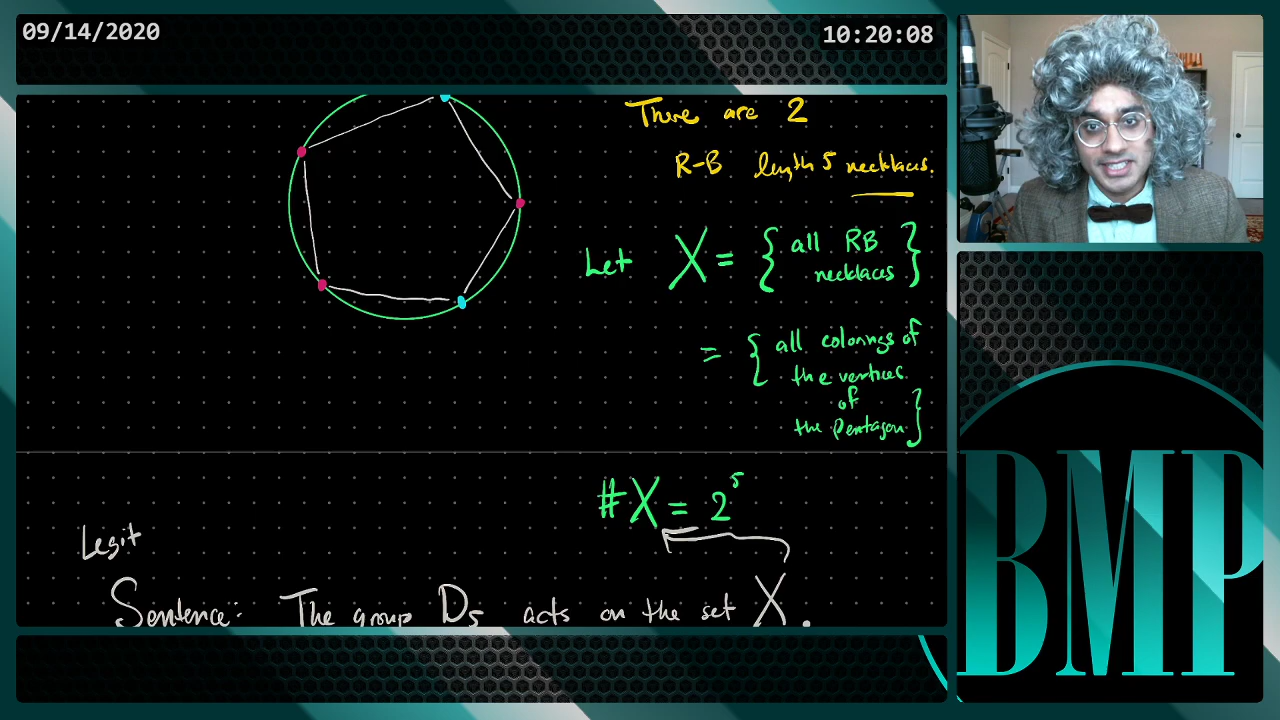 09/14/2020
10:20:08
There are 2
R-B length 5 necklaces.
Let X = { all RB
necklaces }
= { all colorings of
the vertices
of
the pentagon }
#X = 2^5
Legit
Sentence: The group D5 acts on the set X.
BMP